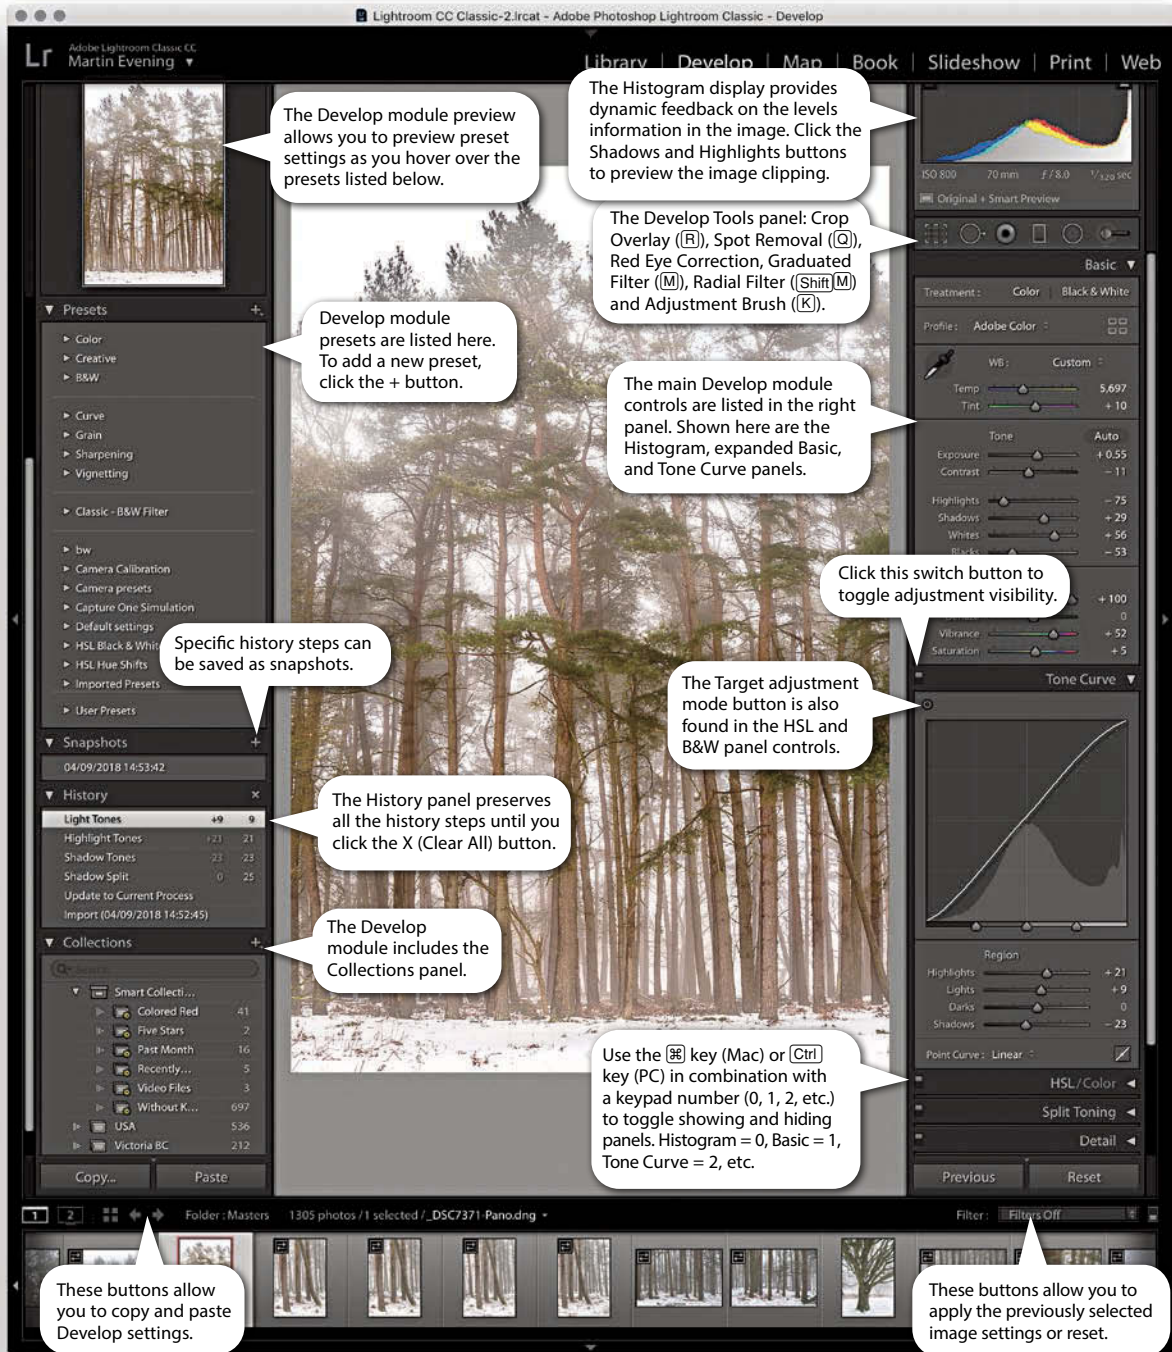 Lightroom CC Classic-2.lrcat - Adobe Photoshop Lightroom Classic - Develop
Lr
Adobe Lightroom Classic CC
Martin Evening ▼
Library | Develop | Map | Book | Slideshow | Print | Web
The Develop module preview
allows you to preview preset
settings as you hover over the
presets listed below.
The Histogram display provides
dynamic feedback on the levels
information in the image. Click the
Shadows and Highlights buttons
to preview the image clipping.
ISO 800 70 mm ƒ / 8.0 1/320 sec
Original + Smart Preview
The Develop Tools panel: Crop
Overlay (R), Spot Removal (Q),
Red Eye Correction, Graduated
Filter (M), Radial Filter (Shift M)
and Adjustment Brush (K).
Presets +
Color
Creative
B&W
Curve
Grain
Sharpening
Vignetting
Classic - B&W Filter
bw
Camera Calibration
Camera presets
Capture One Simulation
Default settings
HSL Black & White
HSL Hue Shifts
Imported Presets
User Presets
Develop module
presets are listed here.
To add a new preset,
click the + button.
Specific history steps can
be saved as snapshots.
Snapshots +
04/09/2018 14:53:42
History ×
Light Tones +9 9
Highlight Tones +21 21
Shadow Tones -23 -23
Shadow Split 0 25
Update to Current Process
Import (04/09/2018 14:52:45)
The History panel preserves
all the history steps until you
click the X (Clear All) button.
Collections +
Search
Smart Collecti...
Colored Red 41
Five Stars 2
Past Month 16
Recently... 5
Video Files 3
Without K... 697
USA 536
Victoria BC 212
The Develop
module includes the
Collections panel.
Copy... Paste
Basic ▼
Treatment : Color | Black & White
Profile : Adobe Color
WB : Custom
Temp 5,697
Tint + 10
Tone Auto
Exposure + 0.55
Contrast – 11
Highlights – 75
Shadows + 29
Whites + 56
Blacks – 53
+ 100
0
Vibrance + 52
Saturation + 5
The main Develop module
controls are listed in the right
panel. Shown here are the
Histogram, expanded Basic,
and Tone Curve panels.
Click this switch button to
toggle adjustment visibility.
Tone Curve ▼
The Target adjustment
mode button is also
found in the HSL and
B&W panel controls.
Region
Highlights + 21
Lights + 9
Darks 0
Shadows – 23
Point Curve : Linear
HSL / Color
Split Toning
Detail
Previous Reset
Use the ⌘ key (Mac) or Ctrl
key (PC) in combination with
a keypad number (0, 1, 2, etc.)
to toggle showing and hiding
panels. Histogram = 0, Basic = 1,
Tone Curve = 2, etc.
1 2 Folder : Masters 1305 photos / 1 selected / _DSC7371-Pano.dng
Filter : Filters Off
These buttons allow
you to copy and paste
Develop settings.
These buttons allow you to
apply the previously selected
image settings or reset.